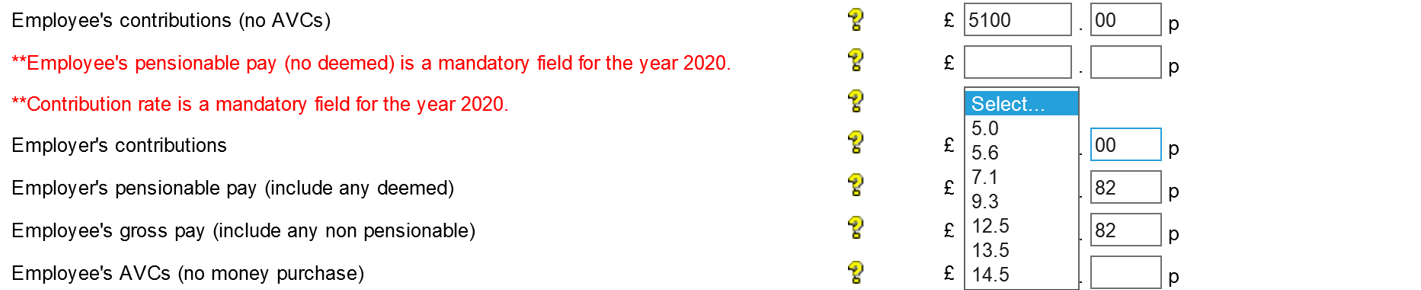 Employee's contributions (no AVCs) ? £ 5100 . 00 p
**Employee's pensionable pay (no deemed) is a mandatory field for the year 2020. ? £ . p
**Contribution rate is a mandatory field for the year 2020. ? Select...
5.0
Employer's contributions ? £ 5.6 . 00 p
7.1
Employer's pensionable pay (include any deemed) ? £ 9.3 . 82 p
Employee's gross pay (include any non pensionable) ? £ 12.5 . 82 p
13.5
Employee's AVCs (no money purchase) ? £ 14.5 . p